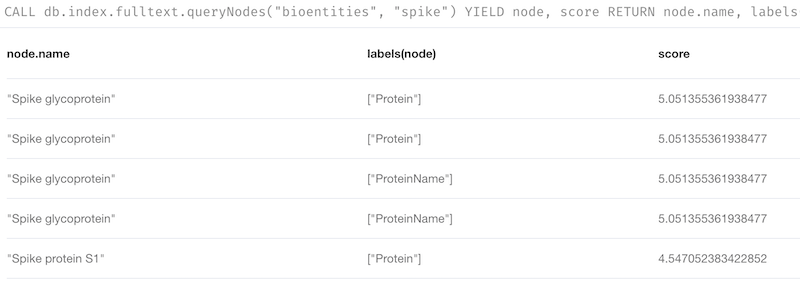 CALL db.index.fulltext.queryNodes("bioentities", "spike") YIELD node, score RETURN node.name, labels
node.name labels(node) score
"Spike glycoprotein" ["Protein"] 5.051355361938477
"Spike glycoprotein" ["Protein"] 5.051355361938477
"Spike glycoprotein" ["ProteinName"] 5.051355361938477
"Spike glycoprotein" ["ProteinName"] 5.051355361938477
"Spike protein S1" ["Protein"] 4.547052383422852